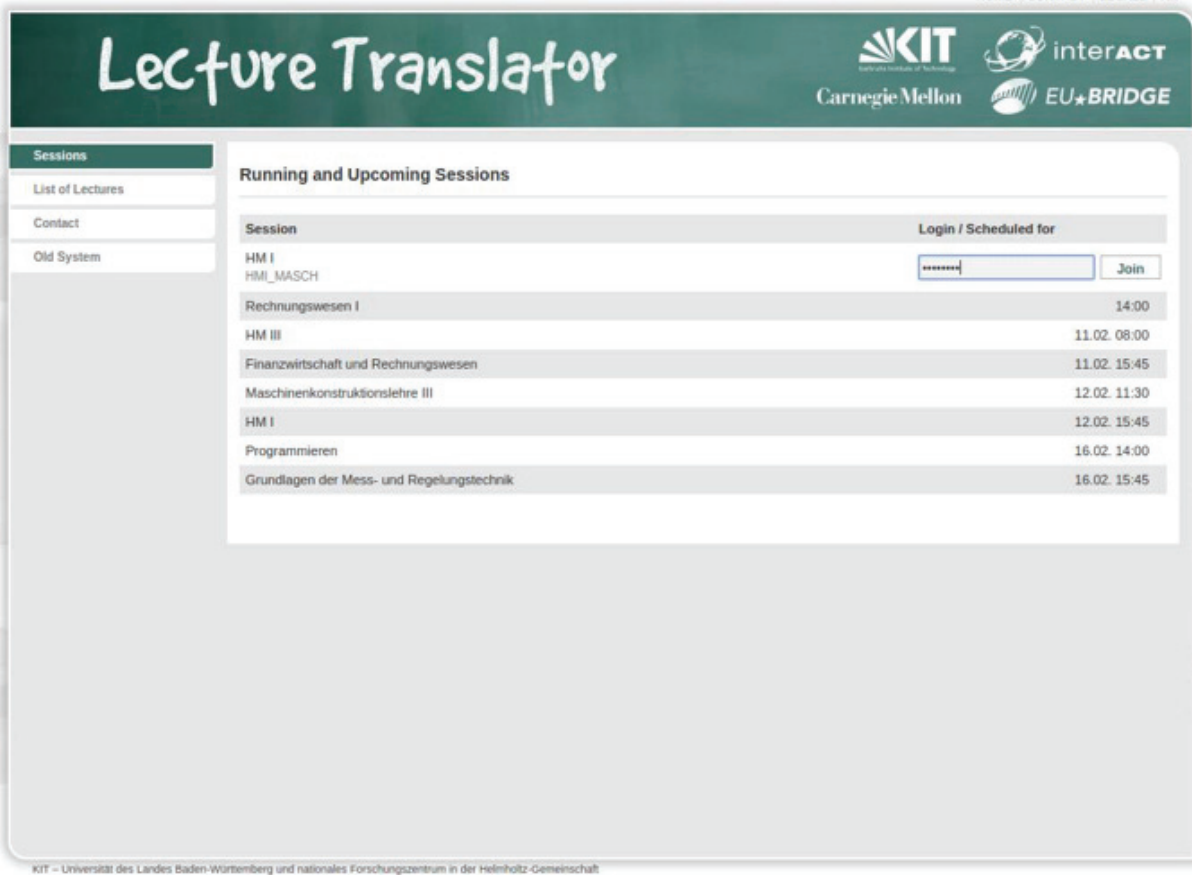 Lecture Translator
KIT
interACT
Carnegie Mellon
EU★BRIDGE
Sessions
List of Lectures
Contact
Old System
Running and Upcoming Sessions
Session Login / Scheduled for
HM I
HMI_MASCH
•••••••• Join
Rechnungswesen I 14:00
HM III 11.02. 08:00
Finanzwirtschaft und Rechnungswesen 11.02. 15:45
Maschinenkonstruktionslehre III 12.02. 11:30
HM I 12.02. 15:45
Programmieren 16.02. 14:00
Grundlagen der Mess- und Regelungstechnik 16.02. 15:45
KIT – Universität des Landes Baden-Württemberg und nationales Forschungszentrum in der Helmholtz-Gemeinschaft